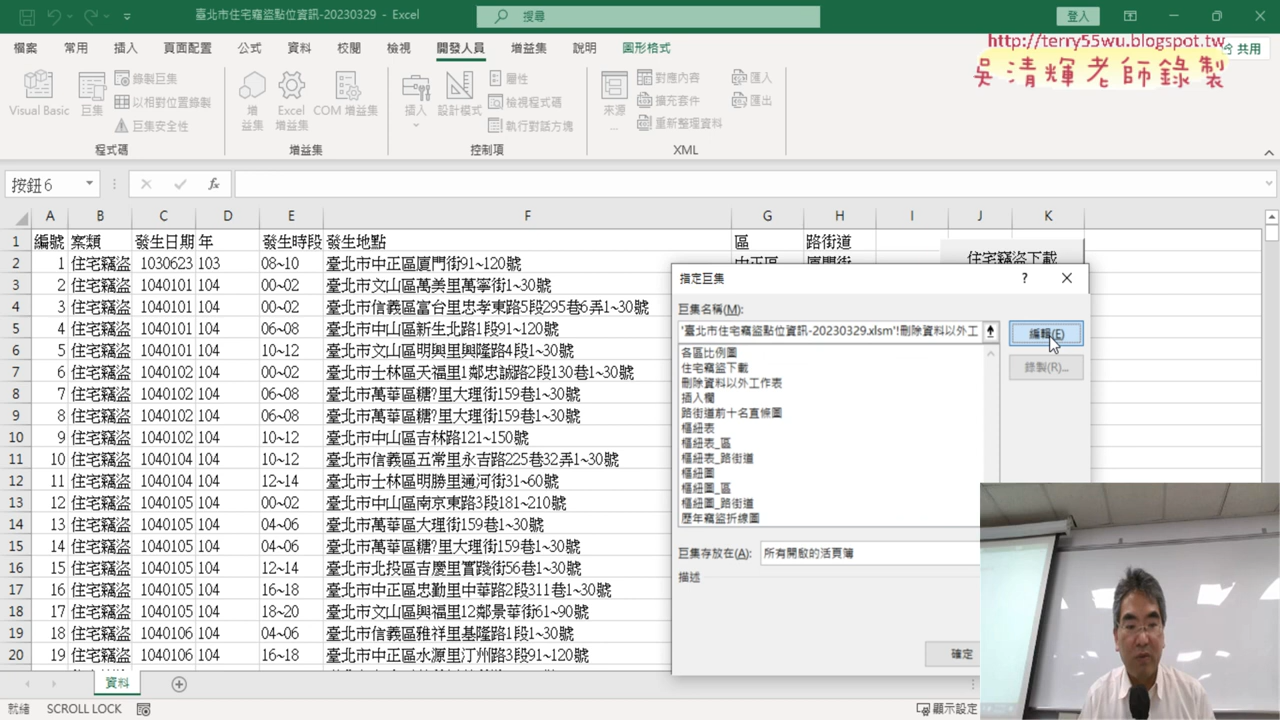 臺北市住宅竊盜點位資訊-20230329 - Excel
搜尋
登入
檔案 常用 插入 頁面配置 公式 資料 校閱 檢視 開發人員 增益集 說明 圖形格式
共用
http://terry55wu.blogspot.tw
吳清輝老師錄製
Visual Basic 巨集 錄製巨集 以相對位置錄製 巨集安全性
增益集 Excel 增益集 COM 增益集
插入 設計模式 屬性 檢視程式碼 執行對話方塊
來源... 對應內容 擴充套件 重新整理資料 匯入 匯出
程式碼 增益集 控制項 XML
按鈕 6 fx
A B C D E F G H I J K
1 編號 案類 發生日期 年 發生時段 發生地點 區 路街道
2 1 住宅竊盜 1030623 103 08~10 臺北市中正區廈門街91~120號 中正區 廈門街
住宅竊盜下載
3 2 住宅竊盜 1040101 104 00~02 臺北市文山區萬美里萬寧街1~30號
4 3 住宅竊盜 1040101 104 00~02 臺北市信義區富台里忠孝東路5段295巷6弄1~30號
5 4 住宅竊盜 1040101 104 06~08 臺北市中山區新生北路1段91~120號
6 5 住宅竊盜 1040101 104 10~12 臺北市文山區明興里興隆路4段1~30號
7 6 住宅竊盜 1040101 104 00~02 臺北市士林區天福里1鄰忠誠路2段130巷1~30號
8 7 住宅竊盜 1040102 104 06~08 臺北市萬華區糖?里大理街159巷1~30號
9 8 住宅竊盜 1040102 104 06~08 臺北市萬華區糖?里大理街159巷1~30號
10 9 住宅竊盜 1040102 104 10~12 臺北市中山區吉林路121~150號
11 10 住宅竊盜 1040104 104 10~12 臺北市信義區五常里永吉路225巷32弄1~30號
12 11 住宅竊盜 1040104 104 12~14 臺北市士林區明勝里通河街31~60號
13 12 住宅竊盜 1040105 104 00~02 臺北市中山區南京東路3段181~210號
14 13 住宅竊盜 1040105 104 04~06 臺北市萬華區大理街159巷1~30號
15 14 住宅竊盜 1040105 104 04~06 臺北市萬華區糖?里大理街159巷1~30號
16 15 住宅竊盜 1040105 104 12~14 臺北市北投區吉慶里實踐街56巷1~30號
17 16 住宅竊盜 1040105 104 16~18 臺北市中正區忠勤里中華路2段311巷1~30號
18 17 住宅竊盜 1040105 104 18~20 臺北市文山區興福里12鄰景華街61~90號
19 18 住宅竊盜 1040106 104 04~06 臺北市信義區雅祥里基隆路1段1~30號
20 19 住宅竊盜 1040106 104 16~18 臺北市中正區水源里汀州路3段91~120號
指定巨集 ?
巨集名稱(M):
'臺北市住宅竊盜點位資訊-20230329.xlsm'!刪除資料以外工
編輯(E)
錄製(R)...
各區比例圖
住宅竊盜下載
刪除資料以外工作表
插入欄
路街道前十名直條圖
樞紐表
樞紐表_區
樞紐表_路街道
樞紐圖
樞紐圖_區
樞紐圖_路街道
歷年竊盜折線圖
巨集存放在(A): 所有開啟的活頁簿
描述
確定
資料
就緒 SCROLL LOCK 顯示設定